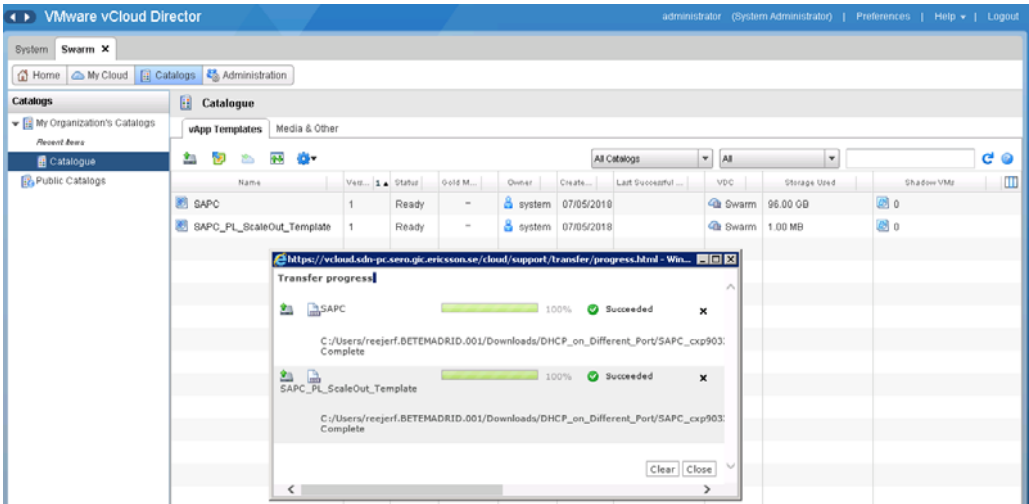 VMware vCloud Director
administrator (System Administrator) | Preferences | Help | Logout
System Swarm X
Home My Cloud Catalogs Administration
Catalogs
Catalogue
My Organization's Catalogs
Recent Items
Catalogue
Public Catalogs
vApp Templates Media & Other
All Catalogs All
Name Vers... 1 Status Gold M... Owner Create... Last Successful ... VDC Storage Used Shadow VMs
SAPC 1 Ready - system 07/05/2018 Swarm 96.00 GB 0
SAPC_PL_ScaleOut_Template 1 Ready - system 07/05/2018 Swarm 1.00 MB 0
https://vcloud.sdn-pc.sero.gic.ericsson.se/cloud/support/transfer/progress.html - Win...
Transfer progress
SAPC 100% Succeeded x
C:/Users/reejerf.BETEMADRID.001/Downloads/DHCP_on_Different_Port/SAPC_cxp903
Complete
100% Succeeded x
SAPC_PL_ScaleOut_Template
C:/Users/reejerf.BETEMADRID.001/Downloads/DHCP_on_Different_Port/SAPC_cxp903
Complete
Clear Close